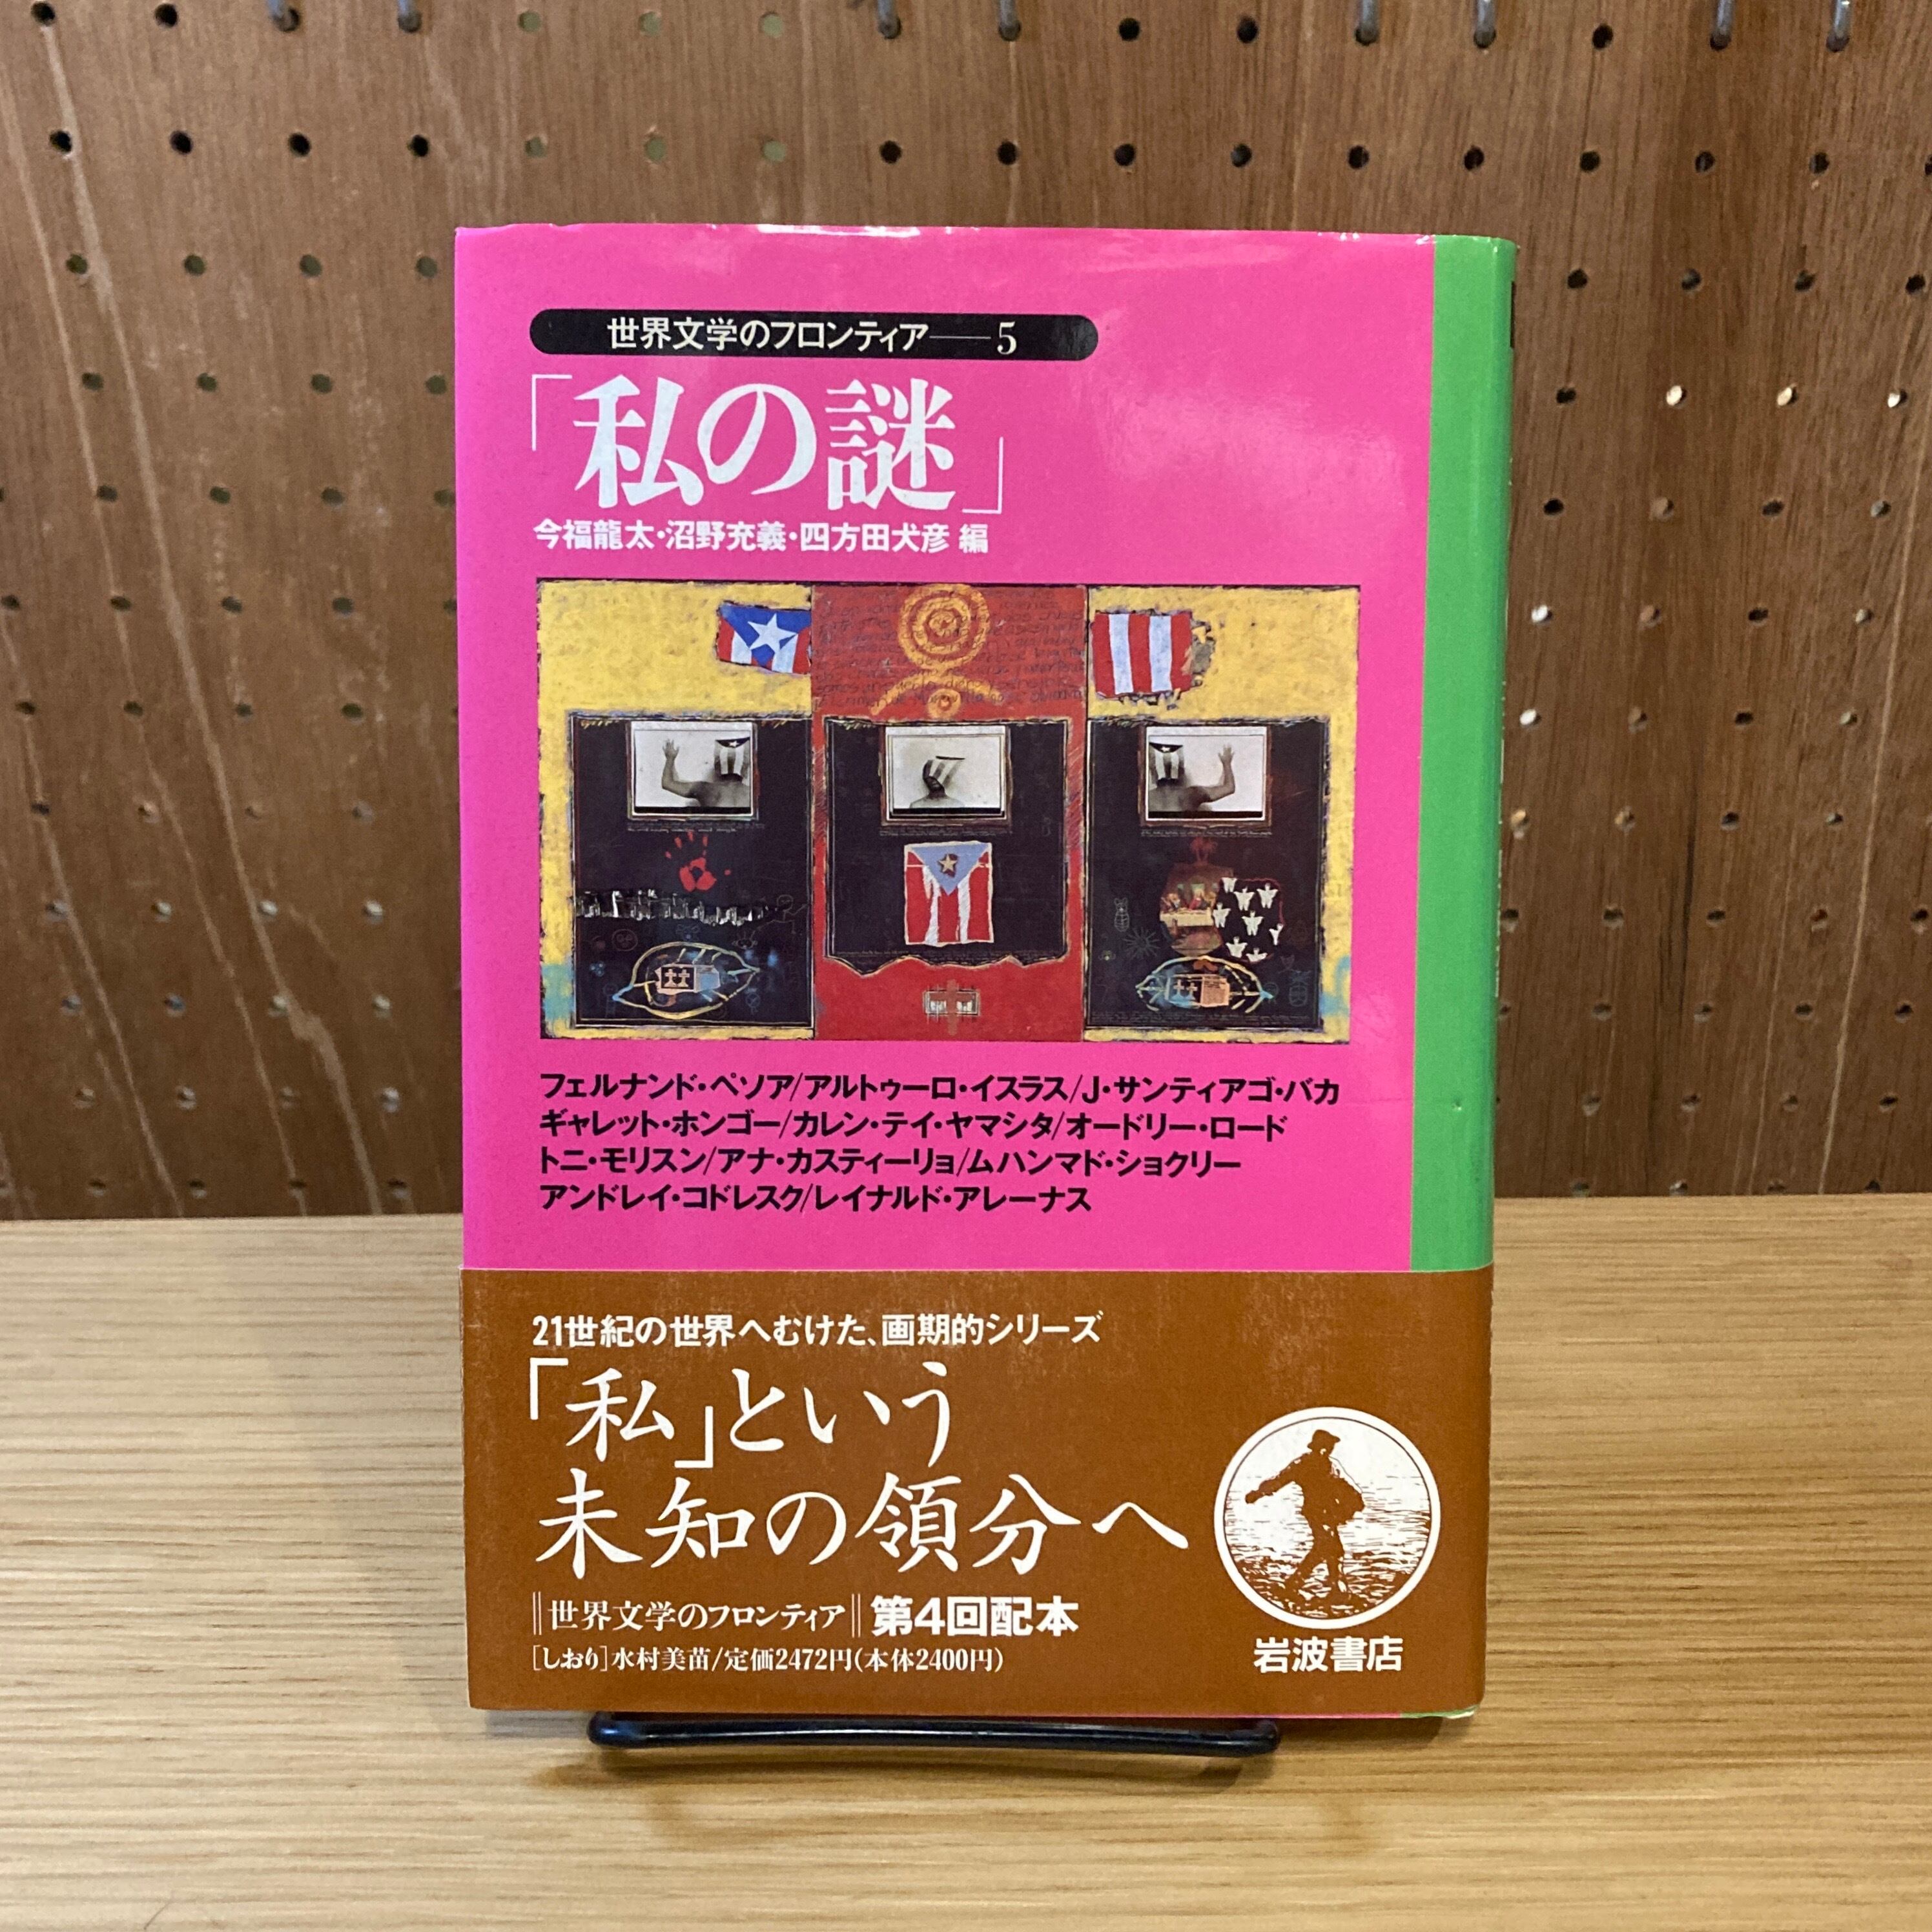 世界文学のフロンティア——5
「私の謎」
今福龍太・沼野充義・四方田犬彦 編
フェルナンド・ペソア/アルトゥーロ・イスラス/J・サンティアゴ・バカ
ギャレット・ホンゴー/カレン・テイ・ヤマシタ/オードリー・ロード
トニ・モリスン/アナ・カスティーリョ/ムハンマド・ショクリー
アンドレイ・コドレスク/レイナルド・アレーナス
21世紀の世界へむけた、画期的シリーズ
「私」という
未知の領分へ
‖世界文学のフロンティア‖第4回配本
[しおり]水村美苗/定価2472円(本体2400円)
岩波書店